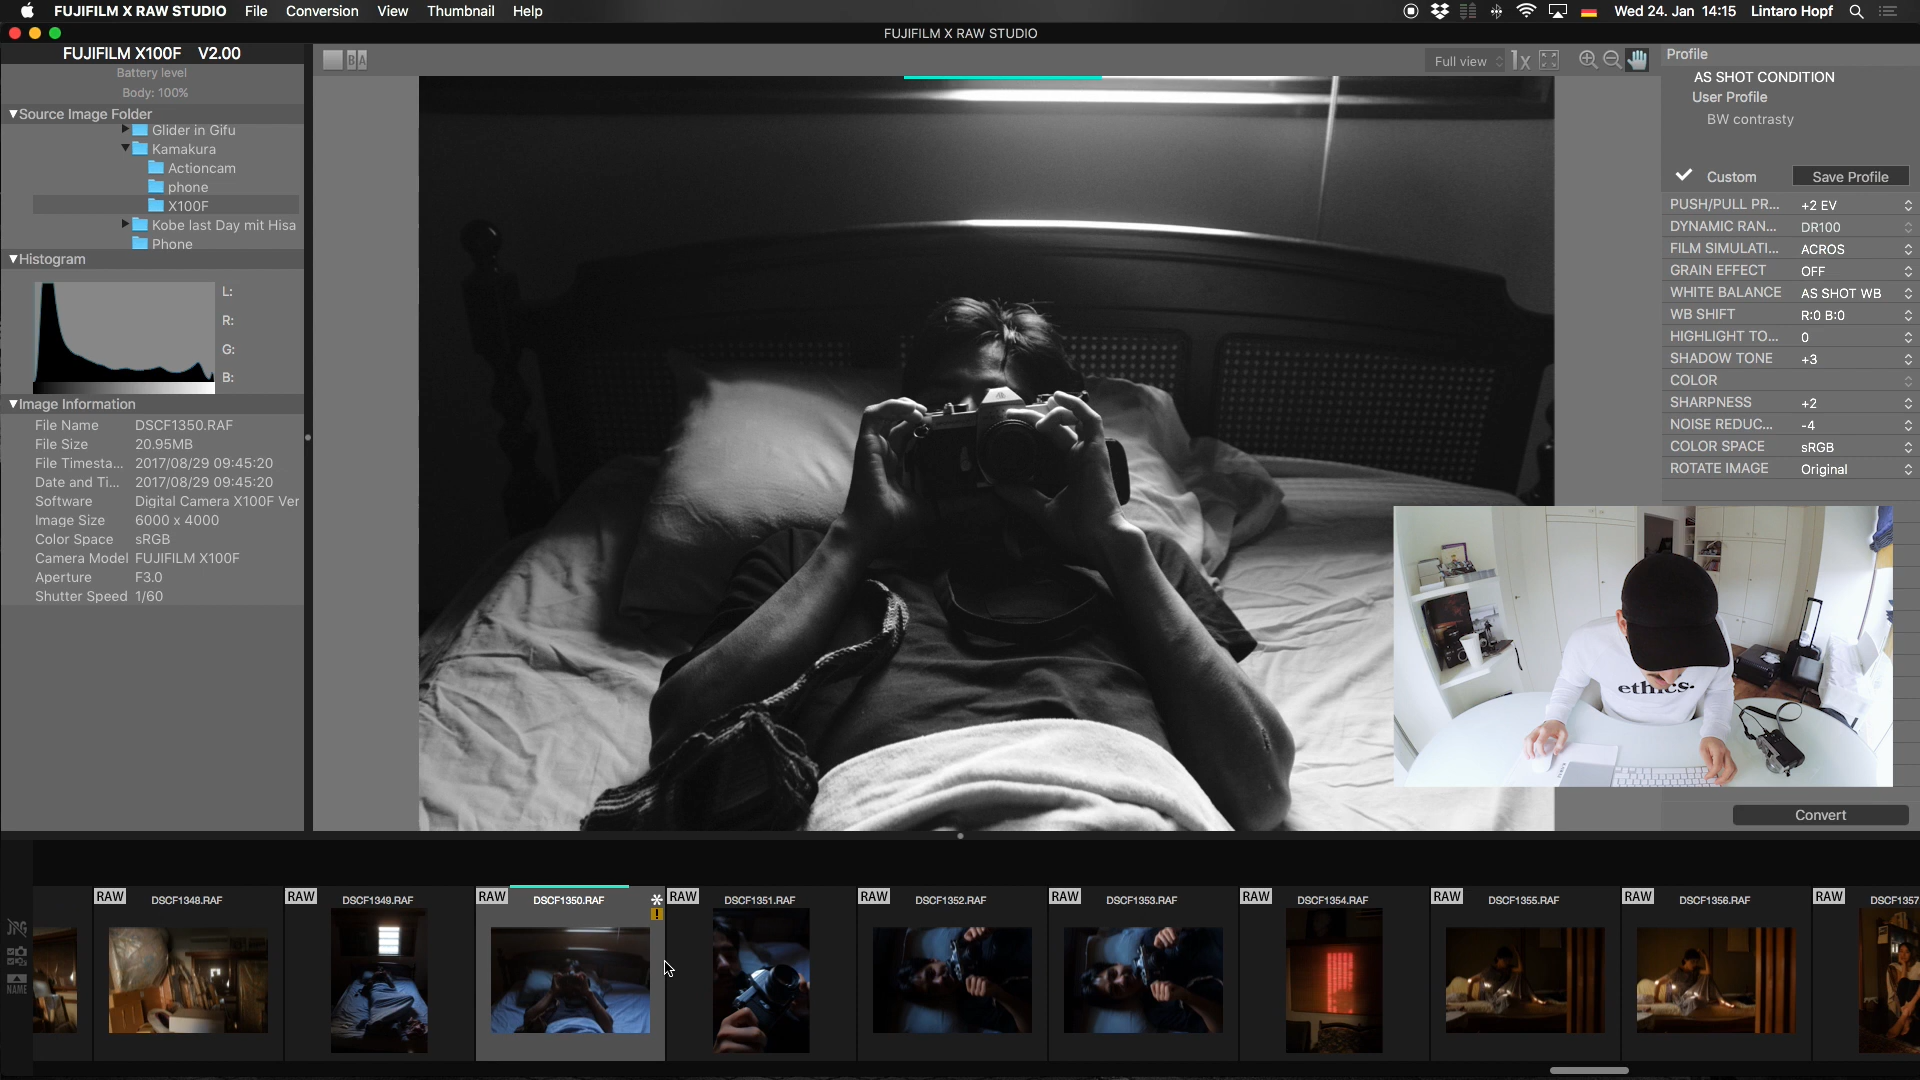 FUJIFILM X RAW STUDIO File Conversion View Thumbnail Help
Wed 24. Jan 14:15 Lintaro Hopf
FUJIFILM X RAW STUDIO
FUJIFILM X100F V2.00
Battery level
Body: 100%
Source Image Folder
Glider in Gifu
Kamakura
Actioncam
phone
X100F
Kobe last Day mit Hisa
Phone
Histogram
L:
R:
G:
B:
Image Information
File Name DSCF1350.RAF
File Size 20.95MB
File Timesta... 2017/08/29 09:45:20
Date and Ti... 2017/08/29 09:45:20
Software Digital Camera X100F Ver
Image Size 6000 x 4000
Color Space sRGB
Camera Model FUJIFILM X100F
Aperture F3.0
Shutter Speed 1/60
B A
Full view 1x
Profile
AS SHOT CONDITION
User Profile
BW contrasty
Custom Save Profile
PUSH/PULL PR... +2 EV
DYNAMIC RAN... DR100
FILM SIMULATI... ACROS
GRAIN EFFECT OFF
WHITE BALANCE AS SHOT WB
WB SHIFT R:0 B:0
HIGHLIGHT TO... 0
SHADOW TONE +3
COLOR
SHARPNESS +2
NOISE REDUC... -4
COLOR SPACE sRGB
ROTATE IMAGE Original
ethics.
Convert
RAW DSCF1348.RAF
RAW DSCF1349.RAF
RAW DSCF1350.RAF
RAW DSCF1351.RAF
RAW DSCF1352.RAF
RAW DSCF1353.RAF
RAW DSCF1354.RAF
RAW DSCF1355.RAF
RAW DSCF1356.RAF
RAW DSCF1357
NAME